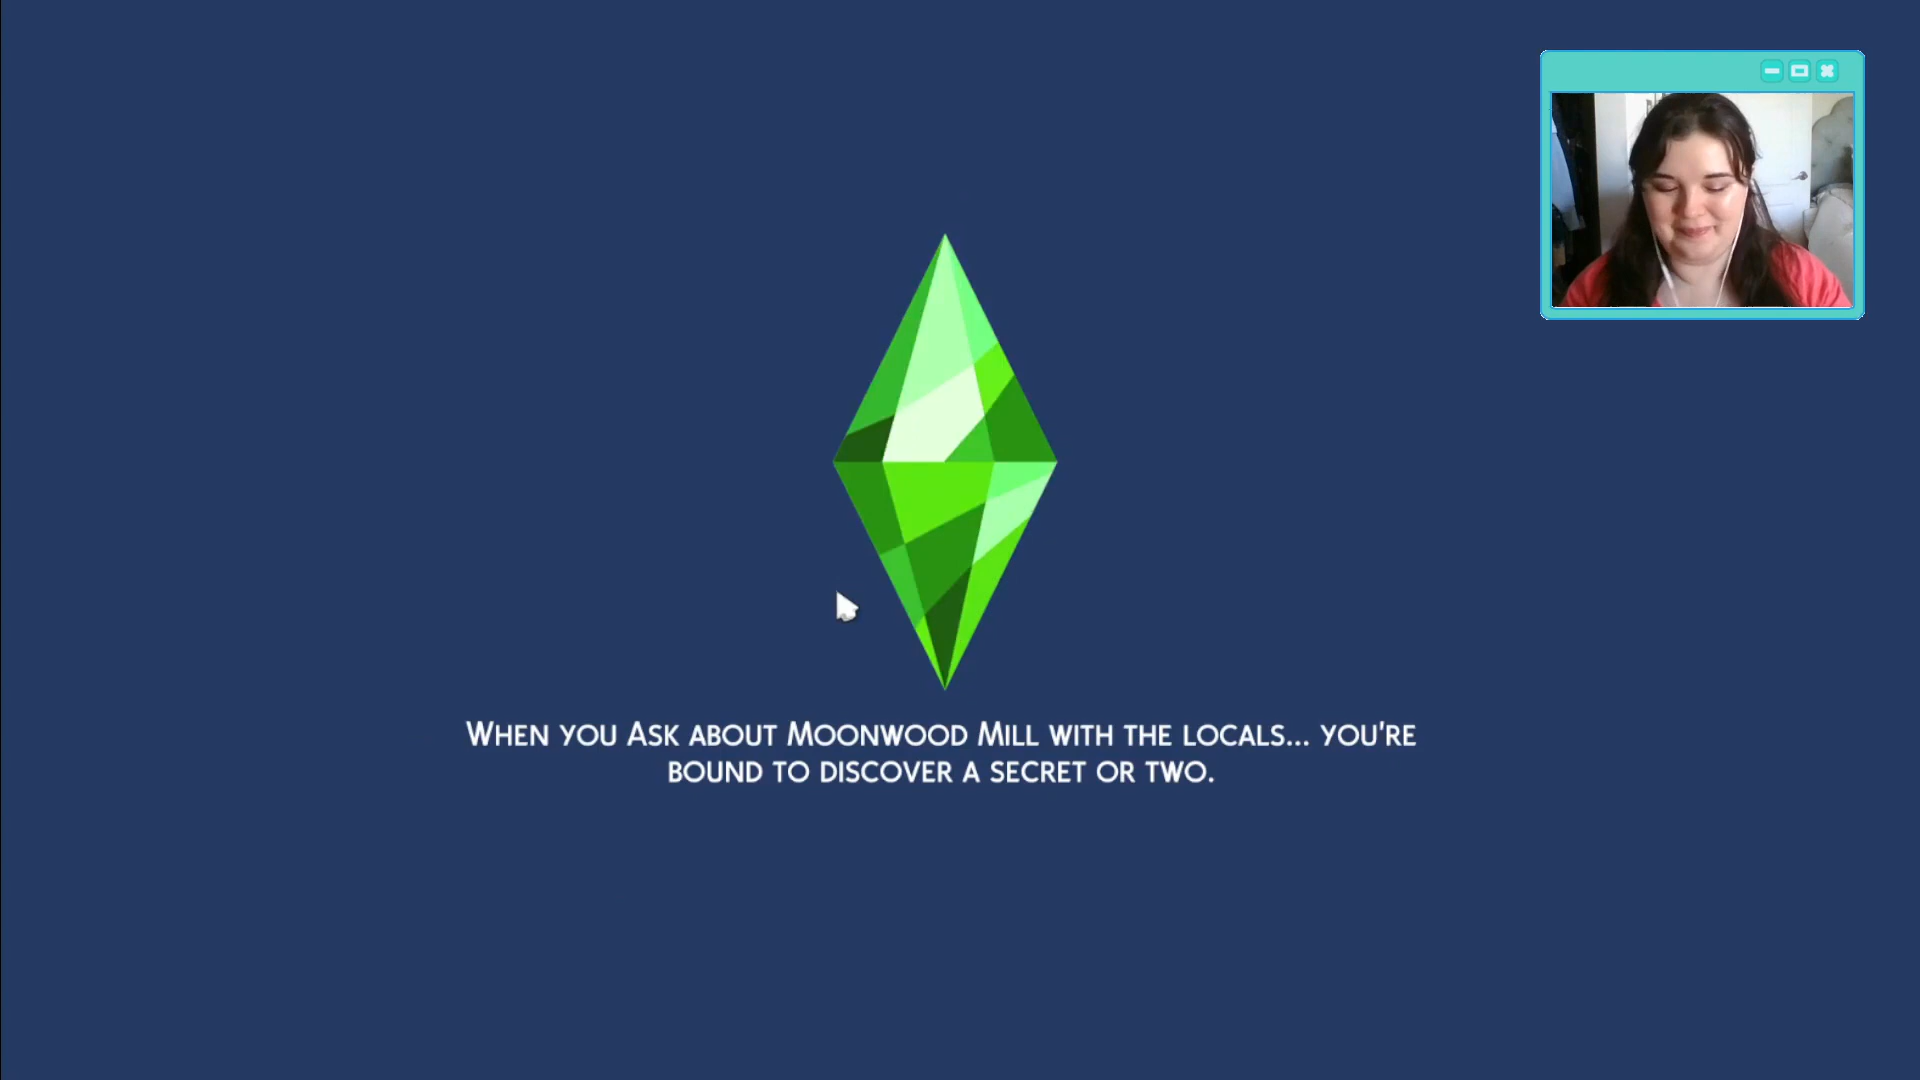 When you Ask about Moonwood Mill with the locals... you're
bound to discover a secret or two.